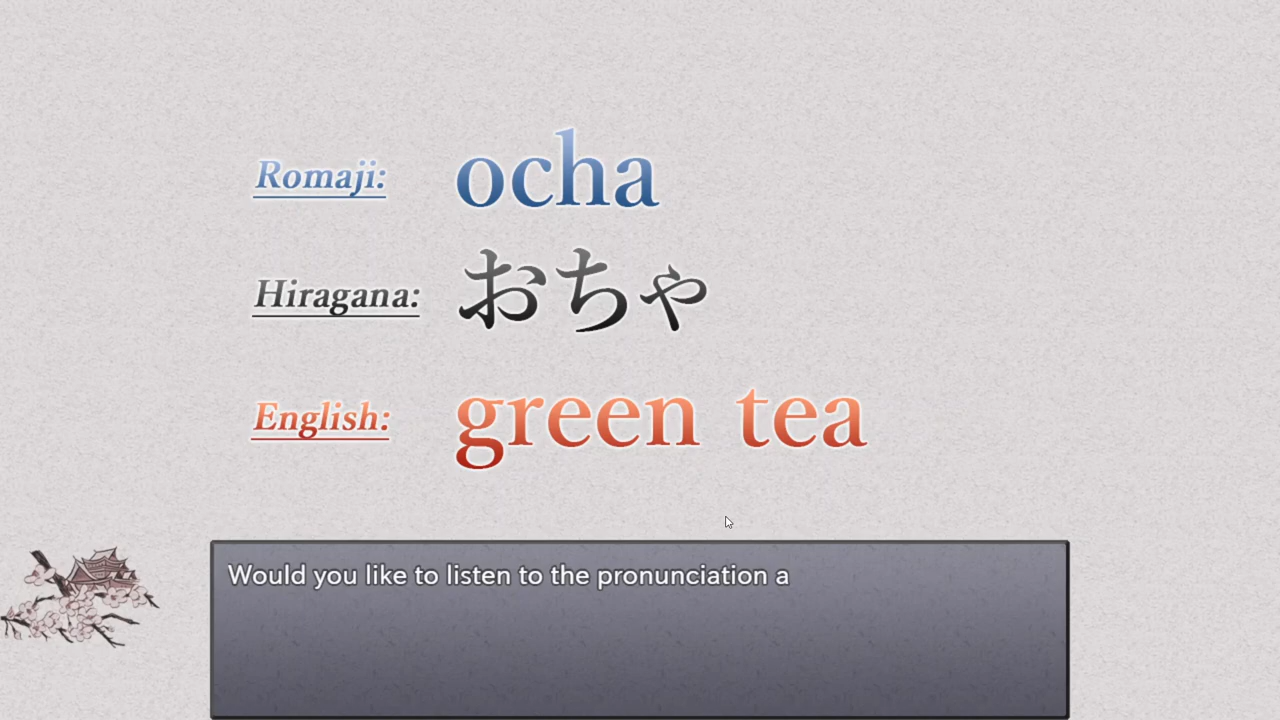 Romaji: ocha
Hiragana: おちゃ
English: green tea
Would you like to listen to the pronunciation a